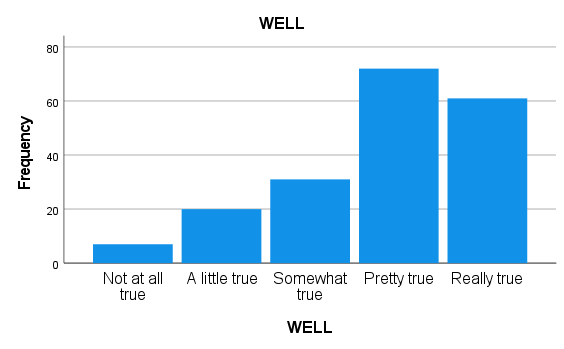 WELL
80
60
40
20
0
Frequency
Not at all true
A little true
Somewhat true
Pretty true
Really true
WELL